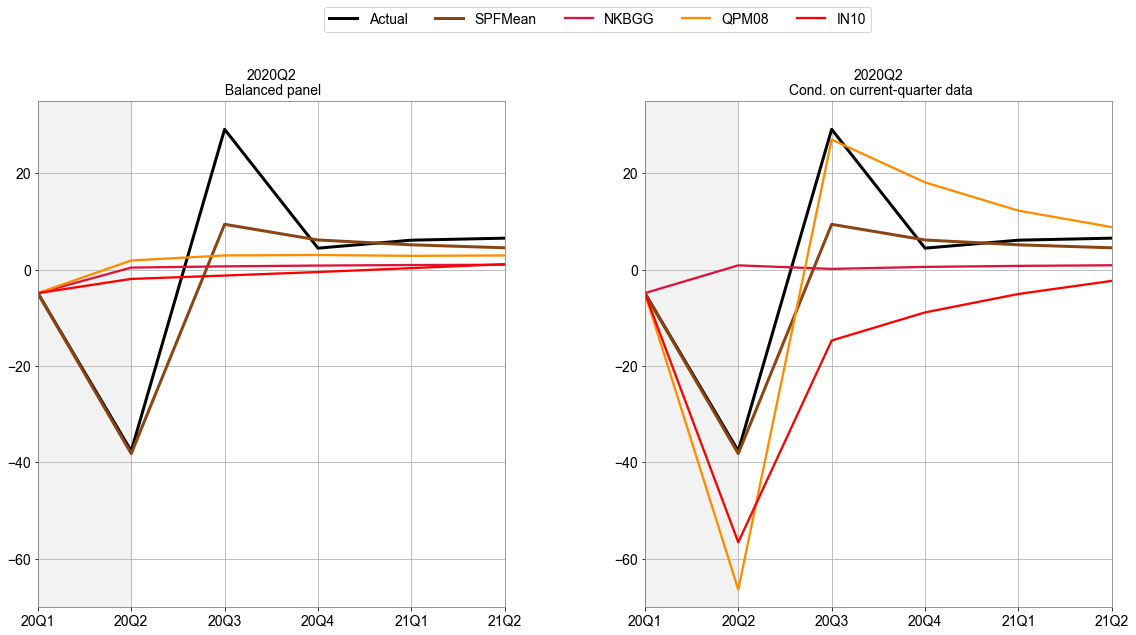 Actual SPFMean NKBGG QPM08 IN10
2020Q2
Balanced panel
20
0
−20
−40
−60
20Q1 20Q2 20Q3 20Q4 21Q1 21Q2
2020Q2
Cond. on current-quarter data
20
0
−20
−40
−60
20Q1 20Q2 20Q3 20Q4 21Q1 21Q2